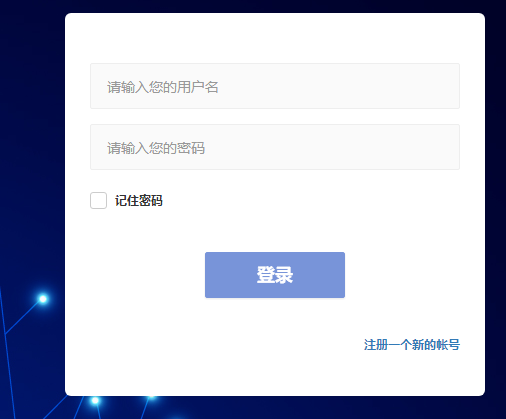 请输入您的用户名
请输入您的密码
记住密码
登录
注册一个新的帐号